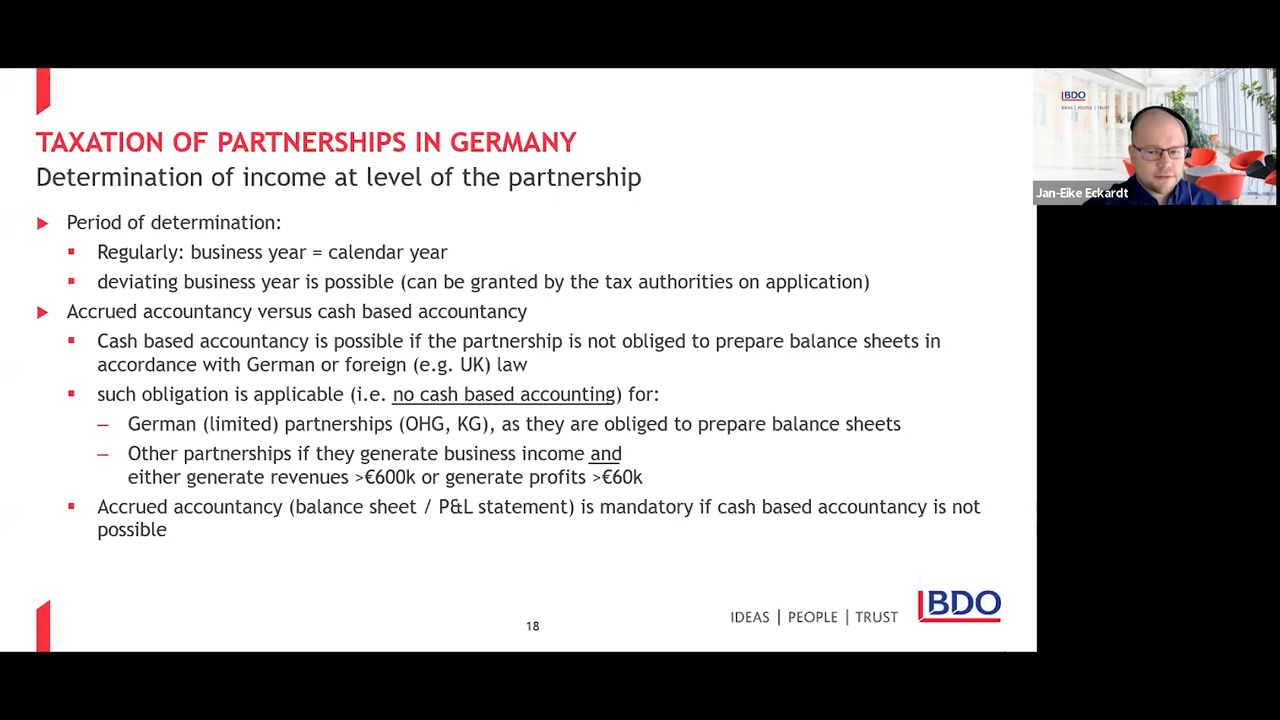 TAXATION OF PARTNERSHIPS IN GERMANY
Determination of income at level of the partnership
Period of determination:
Regularly: business year = calendar year
deviating business year is possible (can be granted by the tax authorities on application)
Accrued accountancy versus cash based accountancy
Cash based accountancy is possible if the partnership is not obliged to prepare balance sheets in
accordance with German or foreign (e.g. UK) law
such obligation is applicable (i.e. no cash based accounting) for:
– German (limited) partnerships (OHG, KG), as they are obliged to prepare balance sheets
– Other partnerships if they generate business income and
either generate revenues >€600k or generate profits >€60k
Accrued accountancy (balance sheet / P&L statement) is mandatory if cash based accountancy is not
possible
18
IDEAS | PEOPLE | TRUST
BDO
BDO
IDEAS | PEOPLE | TRUST
Jan-Eike Eckardt